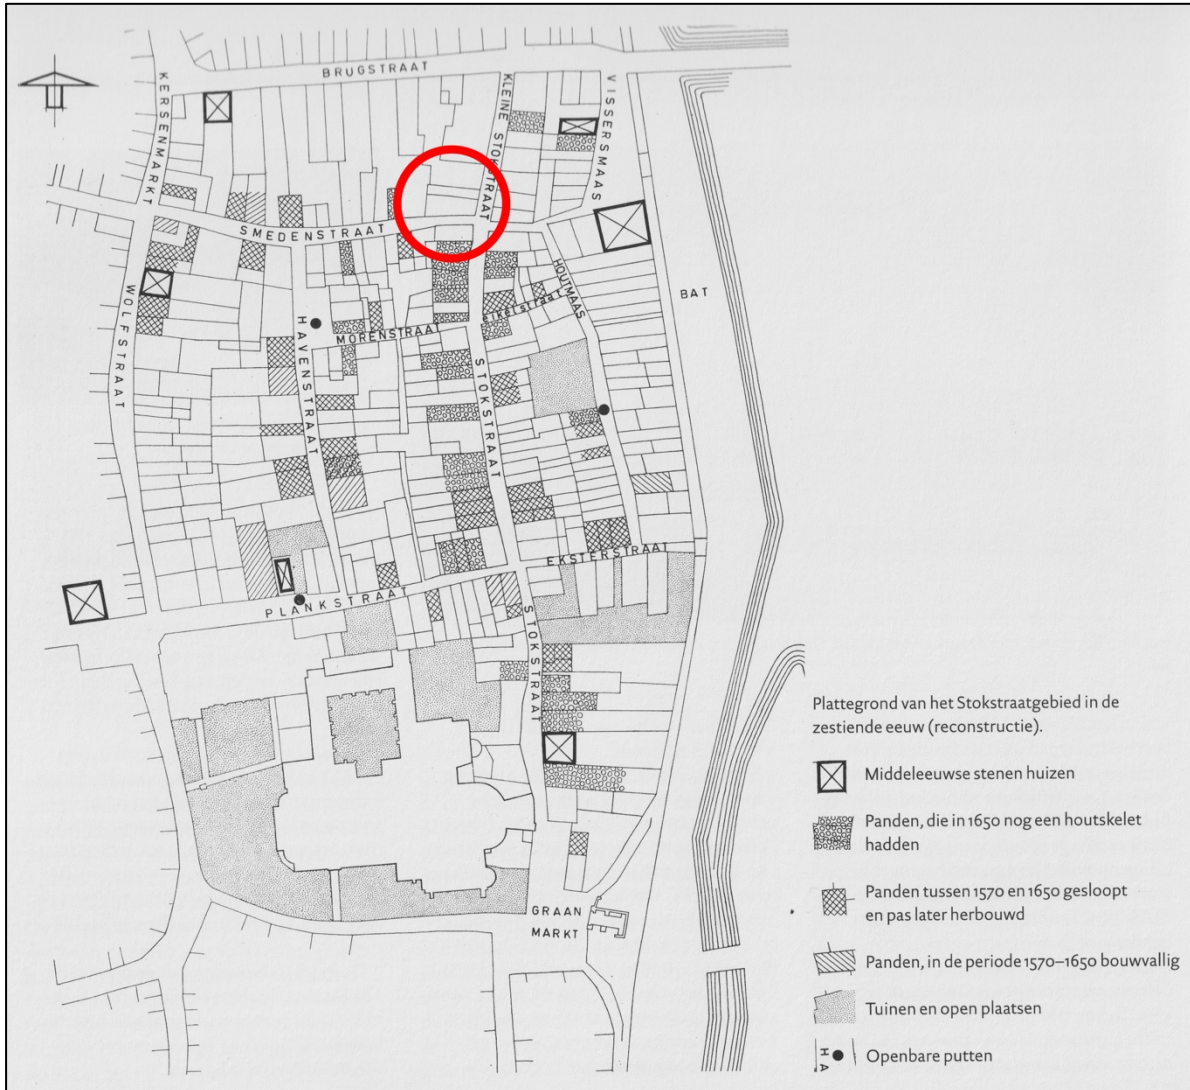 BRUGSTRAAT
KERSENMARKT
KLEINE STOKSTRAAT
VISSERSMAAS
SMEDENSTRAAT
WOLFSTRAAT
HAVENSTRAAT
MORENSTRAAT
eikelstraat
HOUTMAAS
BAT
STOKSTRAAT
EKSTERSTRAAT
PLANKSTRAAT
STOKSTRAAT
GRAAN
MARKT
Plattegrond van het Stokstraatgebied in de
zestiende eeuw (reconstructie).
Middeleeuwse stenen huizen
Panden, die in 1650 nog een houtskelet
hadden
Panden tussen 1570 en 1650 gesloopt
en pas later herbouwd
Panden, in de periode 1570–1650 bouwvallig
Tuinen en open plaatsen
HA
Openbare putten